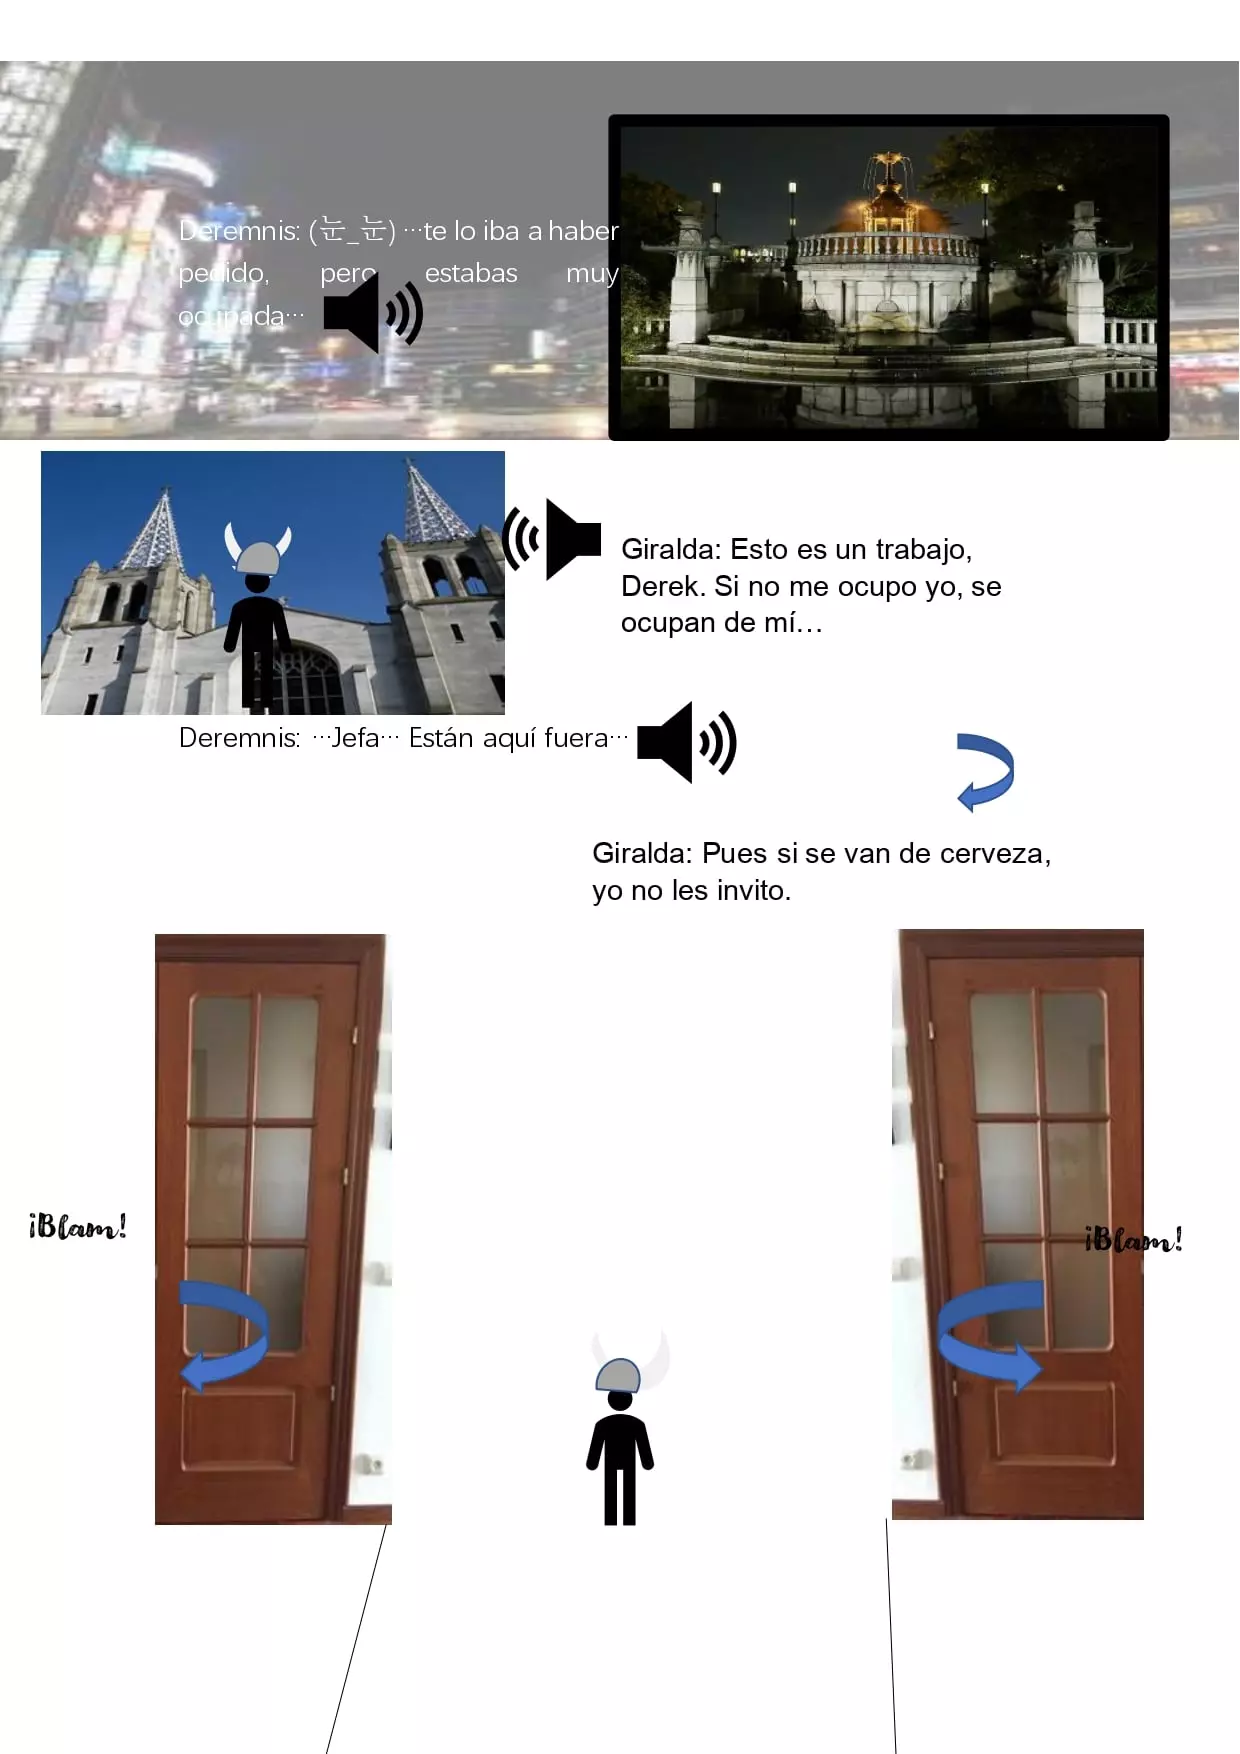 Deremnis: (눈_눈) …te lo iba a haber
pedido, pero estabas muy
ocupada…
Giralda: Esto es un trabajo,
Derek. Si no me ocupo yo, se
ocupan de mí…
Deremnis: …Jefa… Están aquí fuera…
Giralda: Pues si se van de cerveza,
yo no les invito.
¡Blam!
¡Blam!